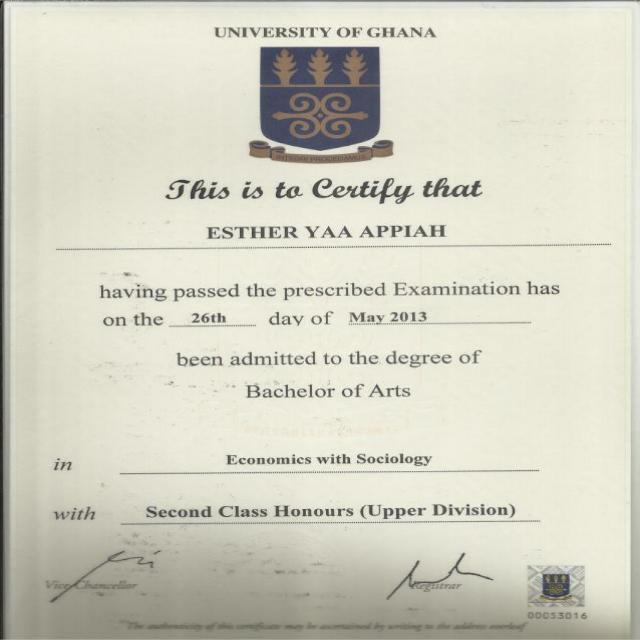 UNIVERSITY OF GHANA
INTEGRI PROCEDAMUS
This is to Certify that
ESTHER YAA APPIAH
having passed the prescribed Examination has
on the 26th day of May 2013
been admitted to the degree of
Bachelor of Arts
in Economics with Sociology
with Second Class Honours (Upper Division)
Vice-Chancellor Registrar
00053016
The authenticity of this certificate may be ascertained by writing to the address overleaf